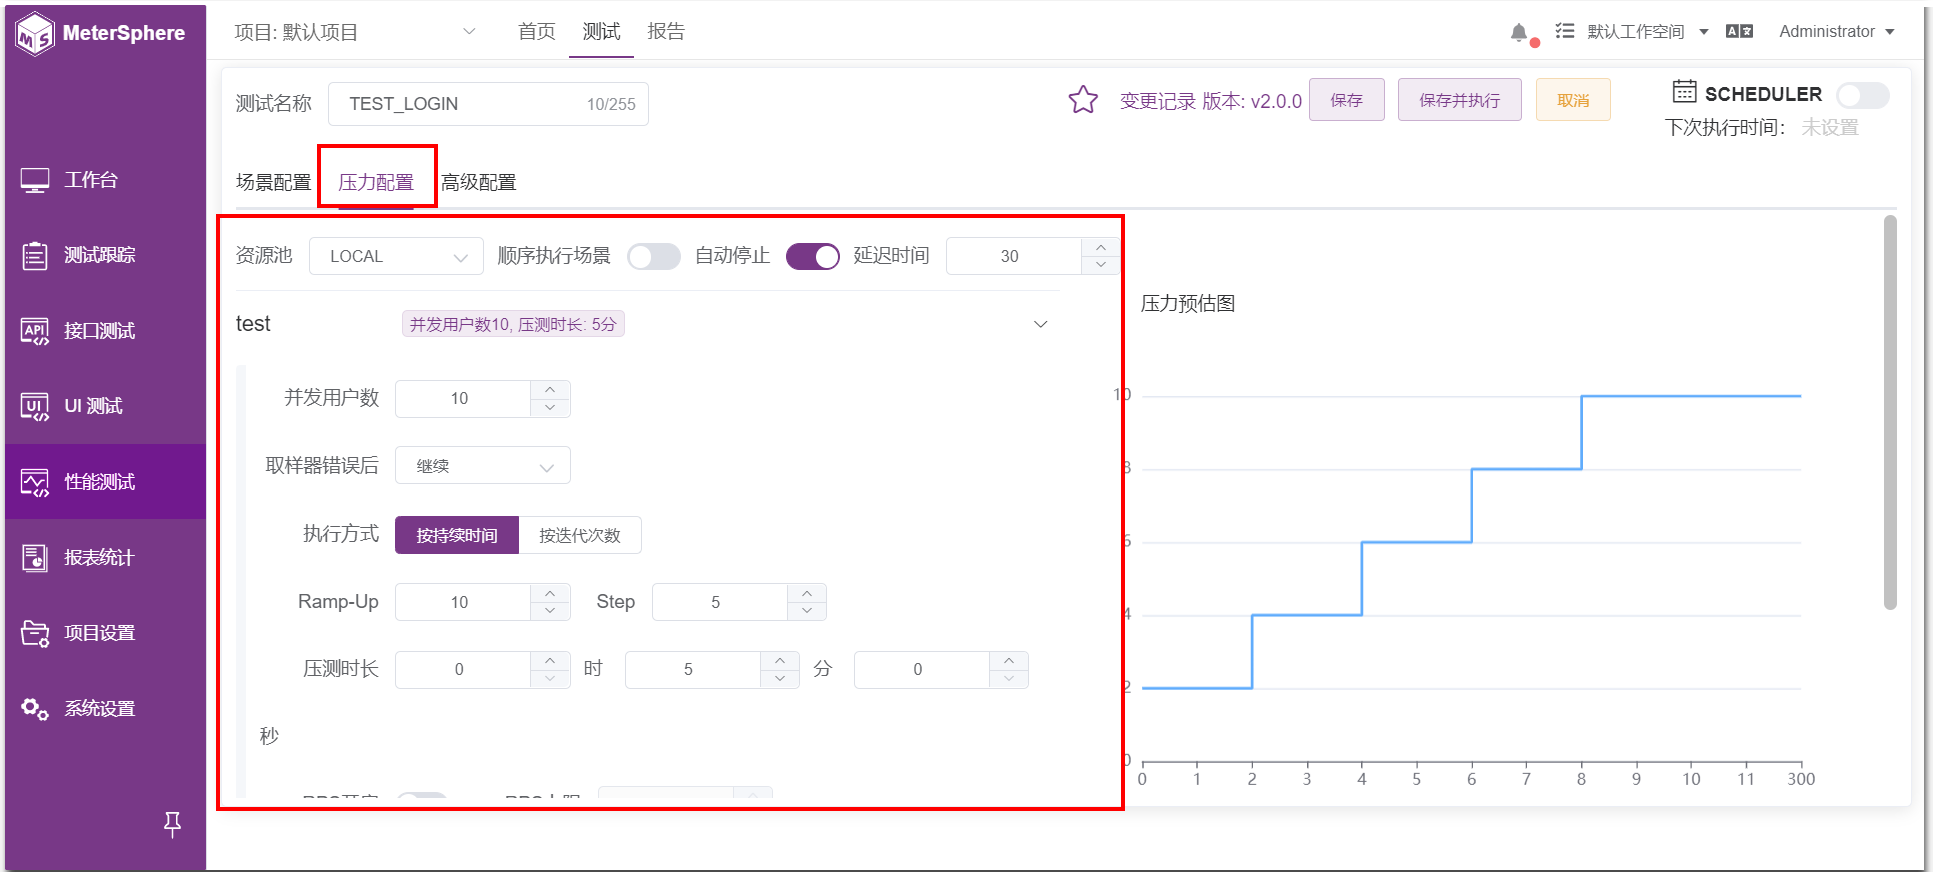 MeterSphere
项目: 默认项目
首页
测试
报告
默认工作空间
Administrator
测试名称
TEST_LOGIN
10/255
变更记录 版本: v2.0.0
保存
保存并执行
取消
SCHEDULER
下次执行时间:
未设置
工作台
测试跟踪
接口测试
UI 测试
性能测试
报表统计
项目设置
系统设置
场景配置
压力配置
高级配置
资源池
LOCAL
顺序执行场景
自动停止
延迟时间
30
test
并发用户数10, 压测时长: 5分
并发用户数
10
取样器错误后
继续
执行方式
按持续时间
按迭代次数
Ramp-Up
10
Step
5
压测时长
0
时
5
分
0
秒
压力预估图
10
8
6
4
2
0
0 1 2 3 4 5 6 7 8 9 10 11 300